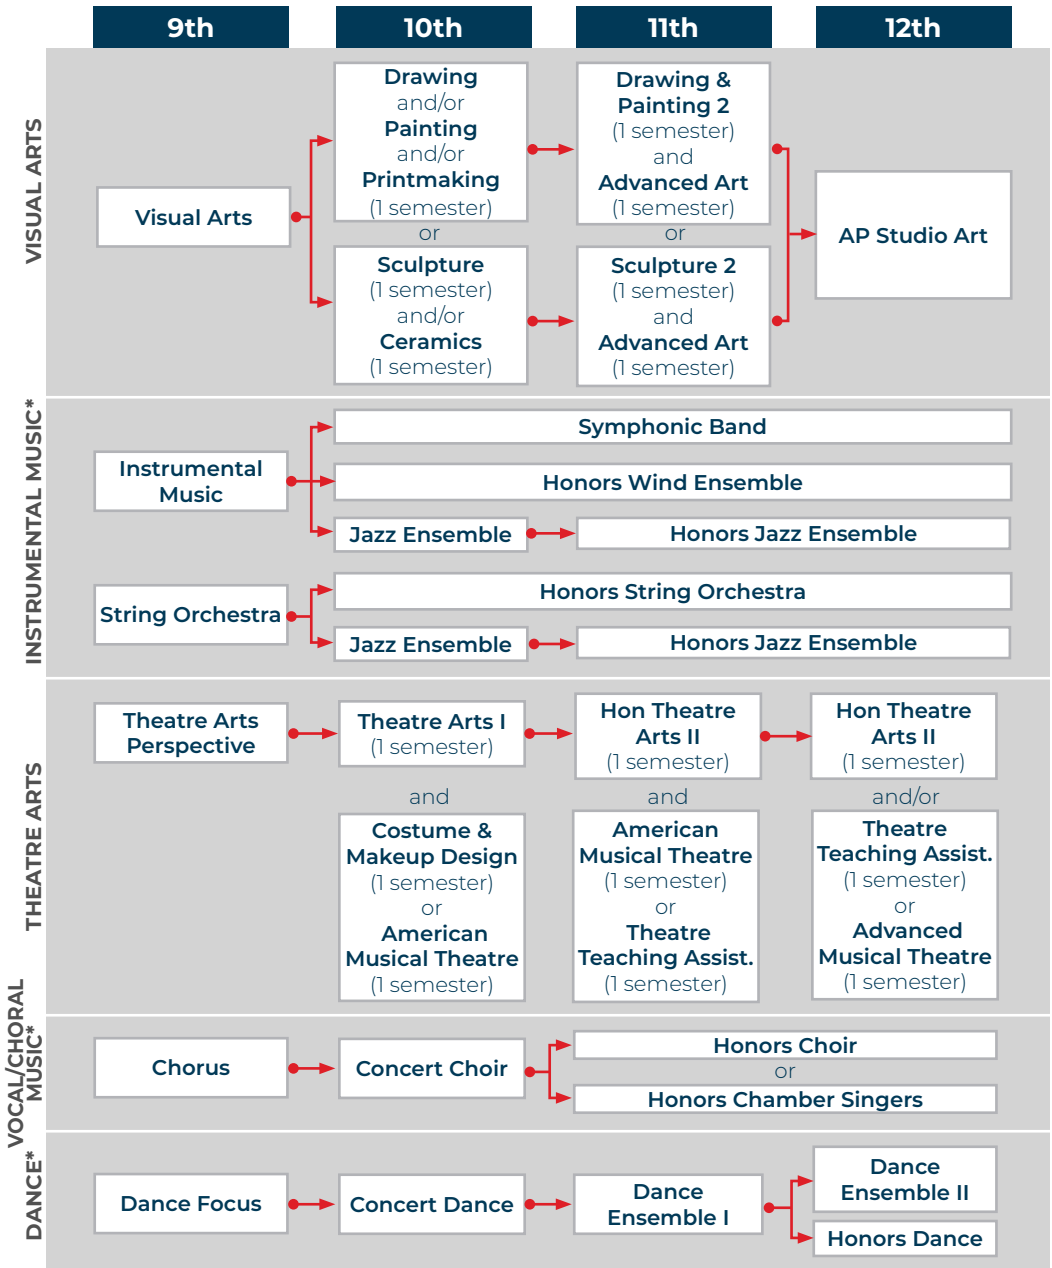 9th
10th
11th
12th
VISUAL ARTS
Visual Arts
Drawing
and/or
Painting
and/or
Printmaking
(1 semester)
or
Sculpture
(1 semester)
and/or
Ceramics
(1 semester)
Drawing &
Painting 2
(1 semester)
and
Advanced Art
(1 semester)
or
Sculpture 2
(1 semester)
and
Advanced Art
(1 semester)
AP Studio Art
INSTRUMENTAL MUSIC*
Instrumental
Music
Symphonic Band
Honors Wind Ensemble
Jazz Ensemble
Honors Jazz Ensemble
String Orchestra
Honors String Orchestra
Jazz Ensemble
Honors Jazz Ensemble
THEATRE ARTS
Theatre Arts
Perspective
Theatre Arts I
(1 semester)
and
Costume &
Makeup Design
(1 semester)
or
American
Musical Theatre
(1 semester)
Hon Theatre
Arts II
(1 semester)
and
American
Musical Theatre
(1 semester)
or
Theatre
Teaching Assist.
(1 semester)
Hon Theatre
Arts II
(1 semester)
and/or
Theatre
Teaching Assist.
(1 semester)
or
Advanced
Musical Theatre
(1 semester)
VOCAL/CHORAL
MUSIC*
Chorus
Concert Choir
Honors Choir
or
Honors Chamber Singers
DANCE*
Dance Focus
Concert Dance
Dance
Ensemble I
Dance
Ensemble II
Honors Dance